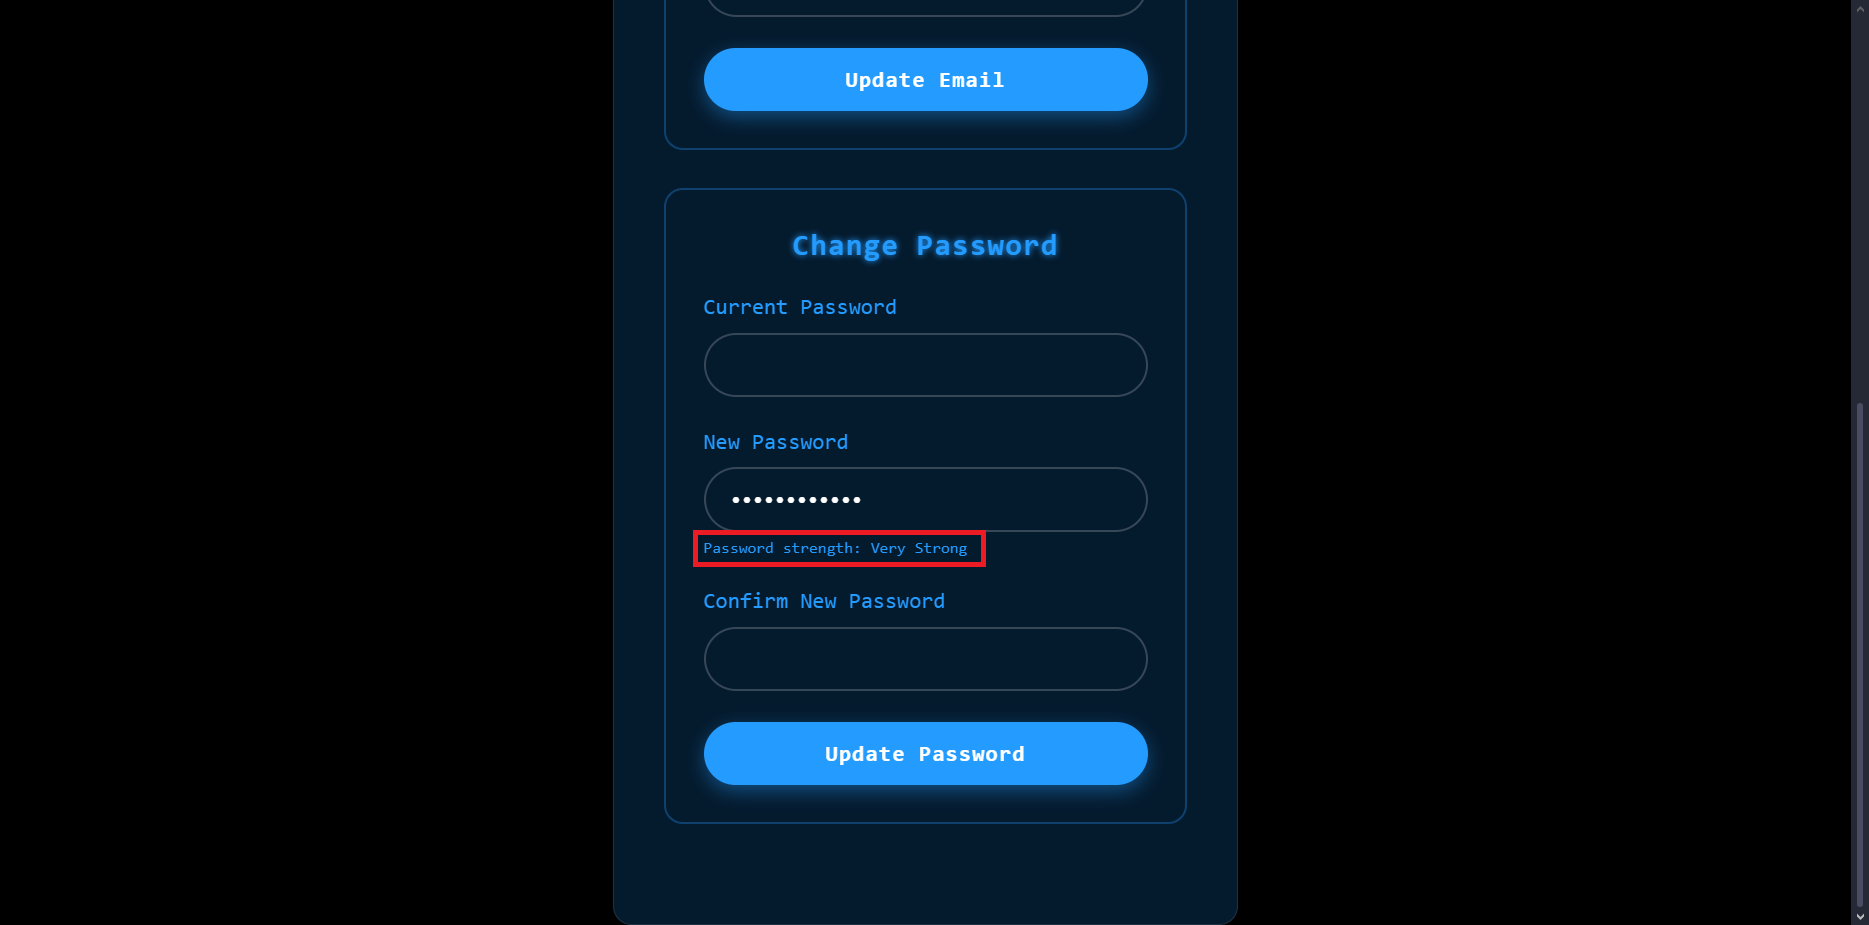 Update Email
Change Password
Current Password
New Password
••••••••••••
Password strength: Very Strong
Confirm New Password
Update Password